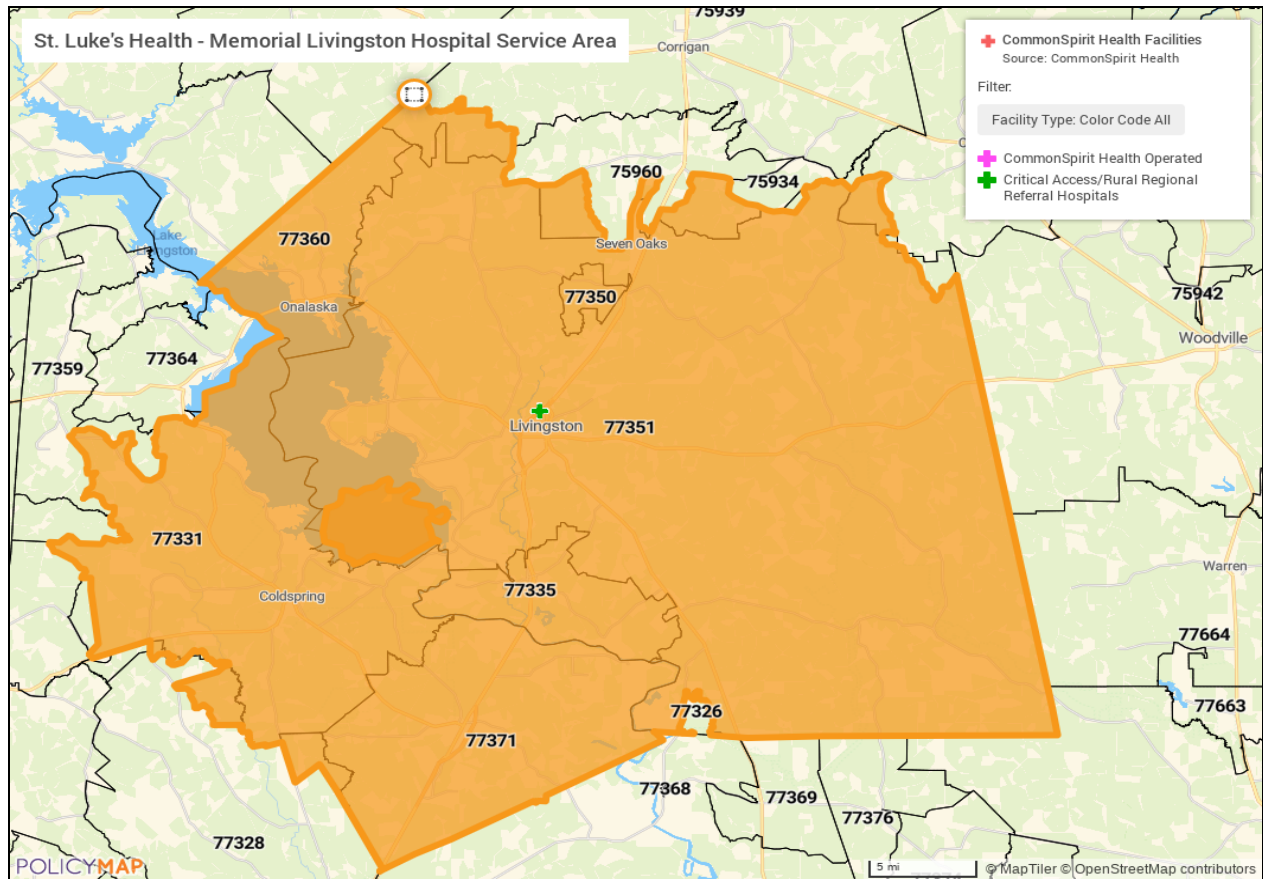 St. Luke's Health - Memorial Livingston Hospital Service Area
CommonSpirit Health Facilities
Source: CommonSpirit Health
Filter:
Facility Type: Color Code All
CommonSpirit Health Operated
Critical Access/Rural Regional
Referral Hospitals
75939
Corrigan
75960
75934
Lake
Livingston
77360
Seven Oaks
Onalaska
77350
75942
Woodville
77359
77364
Livingston
77351
77331
Coldspring
77335
Warren
77664
77663
77326
77371
77368
77369
77376
77328
POLICYMAP
5 mi
© MapTiler © OpenStreetMap contributors